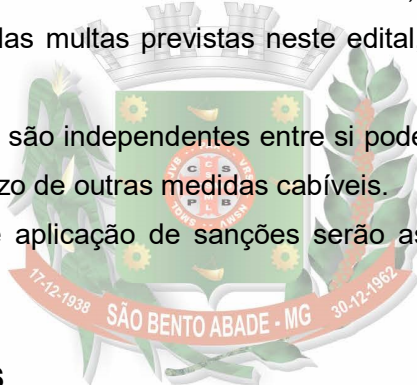 las multas previstas neste edital
são independentes entre si pode
zo de outras medidas cabíveis.
e aplicação de sanções serão as
17-12-1938 SÃO BENTO ABADE - MG 30-12-1962
S